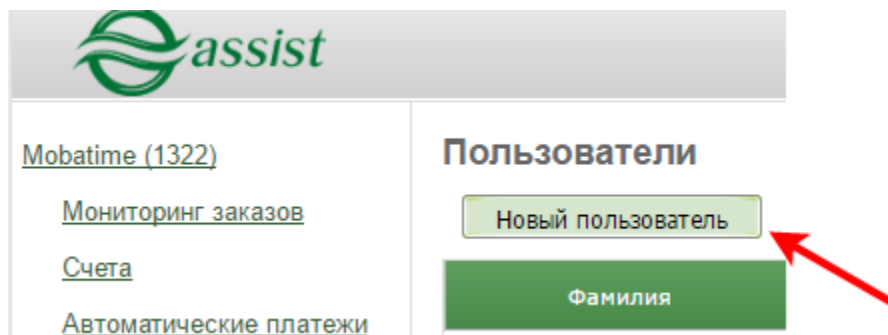 assist
Mobatime (1322)
Мониторинг заказов
Счета
Автоматические платежи
Пользователи
Новый пользователь
Фамилия